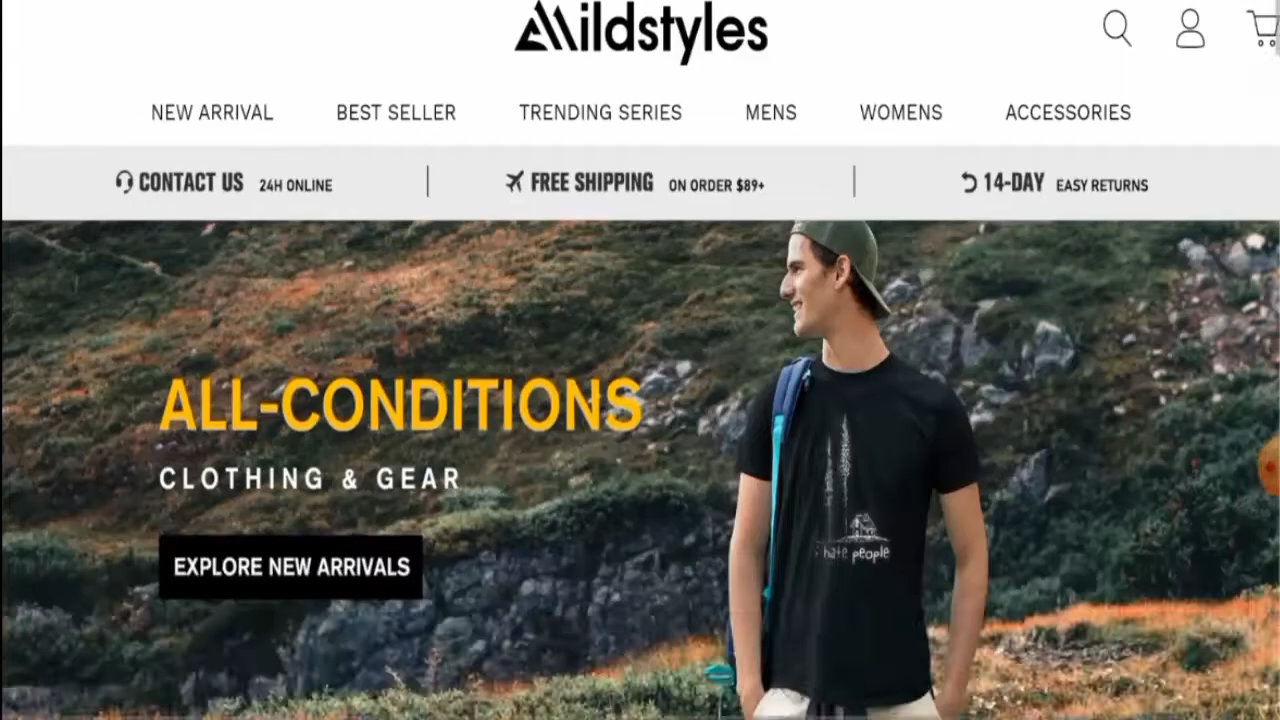 Mildstyles
NEW ARRIVAL BEST SELLER TRENDING SERIES MENS WOMENS ACCESSORIES
CONTACT US 24H ONLINE FREE SHIPPING ON ORDER $89+ 14-DAY EASY RETURNS
ALL-CONDITIONS
CLOTHING & GEAR
EXPLORE NEW ARRIVALS
i hate people